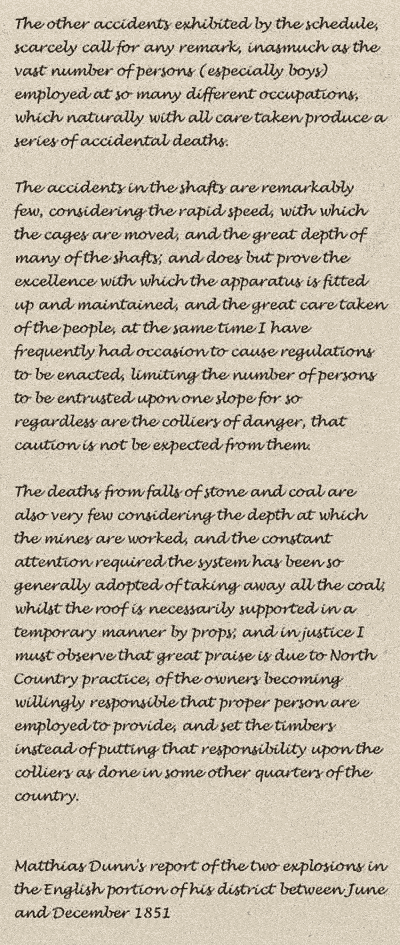 The other accidents exhibited by the schedule,
scarcely call for any remark, inasmuch as the
vast number of persons (especially boys)
employed at so many different occupations,
which naturally with all care taken produce a
series of accidental deaths.

The accidents in the shafts are remarkably
few, considering the rapid speed, with which
the cages are moved, and the great depth of
many of the shafts; and does but prove the
excellence with which the apparatus is fitted
up and maintained, and the great care taken
of the people, at the same time I have
frequently had occasion to cause regulations
to be enacted, limiting the number of persons
to be entrusted upon one slope for so
regardless are the colliers of danger, that
caution is not be expected from them.

The deaths from falls of stone and coal are
also very few considering the depth at which
the mines are worked, and the constant
attention required the system has been so
generally adopted of taking away all the coal;
whilst the roof is necessarily supported in a
temporary manner by props; and in justice I
must observe that great praise is due to North
Country practice, of the owners becoming
willingly responsible that proper person are
employed to provide, and set the timbers
instead of putting that responsibility upon the
colliers as done in some other quarters of the
country.

Matthias Dunn's report of the two explosions in
the English portion of his district between June
and December 1851